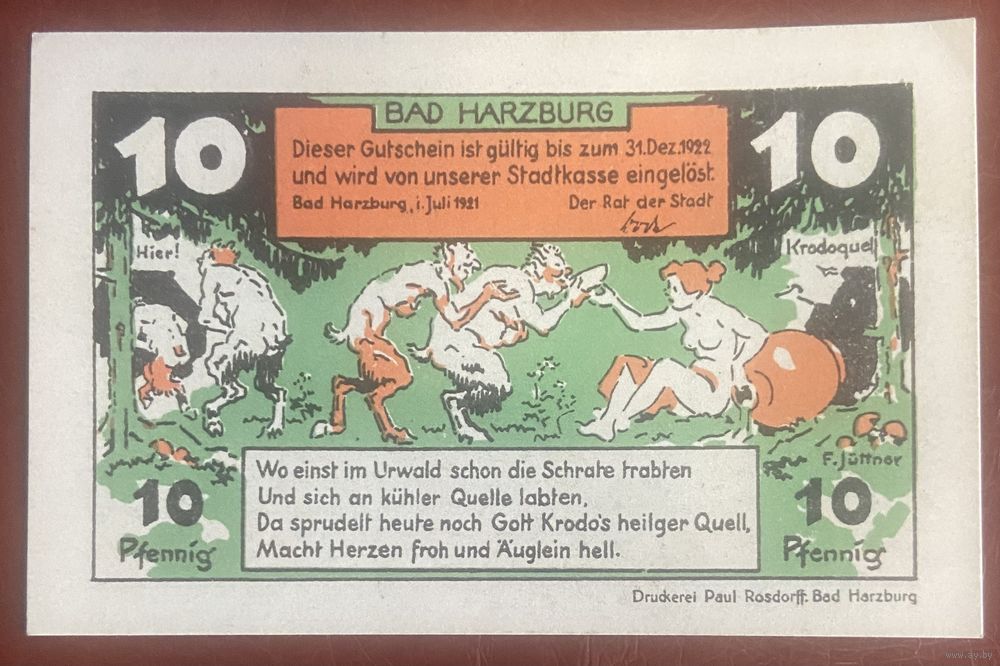 10
BAD HARZBURG
10
Dieser Gutschein ist gültig bis zum 31.Dez.1922
und wird von unserer Stadtkasse eingelöst.
Bad Harzburg, i. Juli 1921 Der Rat der Stadt
Hier!
Krodoquell
F. Jüttner
Wo einst im Urwald schon die Schrate trabten
Und sich an kühler Quelle labten,
Da sprudelt heute noch Gott Krodo's heilger Quell,
Macht Herzen froh und Äuglein hell.
10
Pfennig
10
Pfennig
Druckerei Paul Rosdorff. Bad Harzburg
www.ay.by